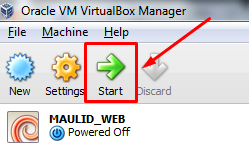 Oracle VM VirtualBox Manager
File Machine Help
New Settings Start Discard
MAULID_WEB
Powered Off